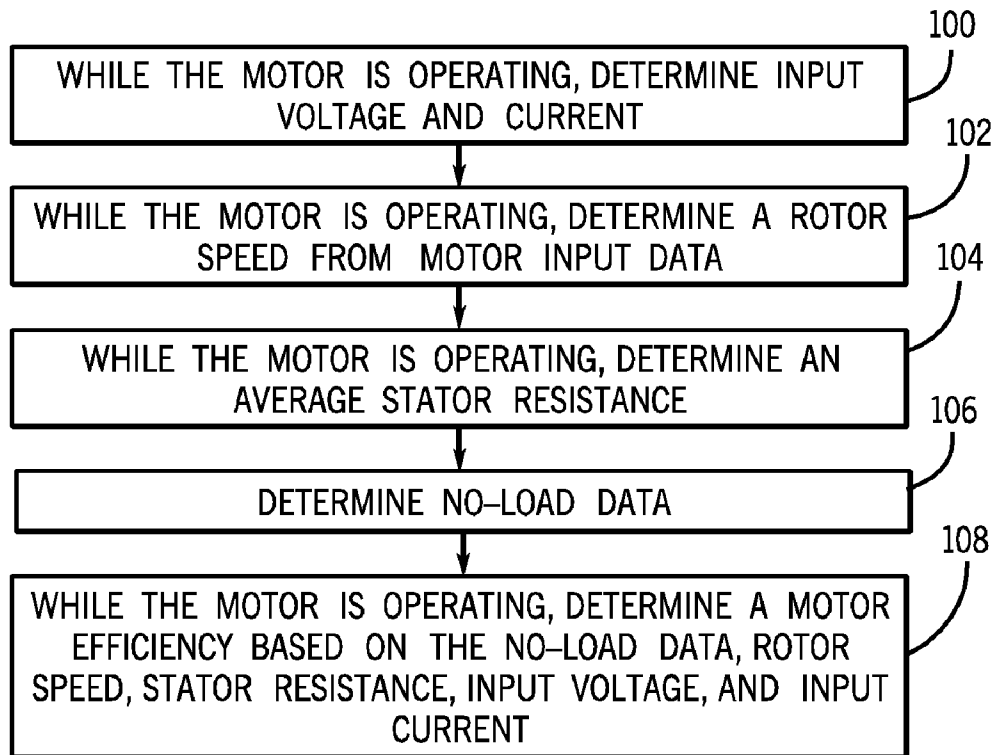 100
WHILE THE MOTOR IS OPERATING, DETERMINE INPUT
VOLTAGE AND CURRENT
102
WHILE THE MOTOR IS OPERATING, DETERMINE A ROTOR
SPEED FROM MOTOR INPUT DATA
104
WHILE THE MOTOR IS OPERATING, DETERMINE AN
AVERAGE STATOR RESISTANCE
106
DETERMINE NO–LOAD DATA
108
WHILE THE MOTOR IS OPERATING, DETERMINE A MOTOR
EFFICIENCY BASED ON THE NO–LOAD DATA, ROTOR
SPEED, STATOR RESISTANCE, INPUT VOLTAGE, AND INPUT
CURRENT